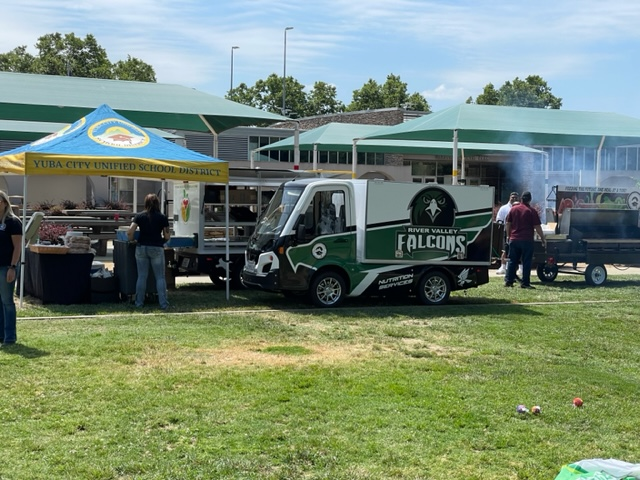 YUBA CITY UNIFIED SCHOOL DISTRICT
RIVER VALLEY
FALCONS
NUTRITION
SERVICES